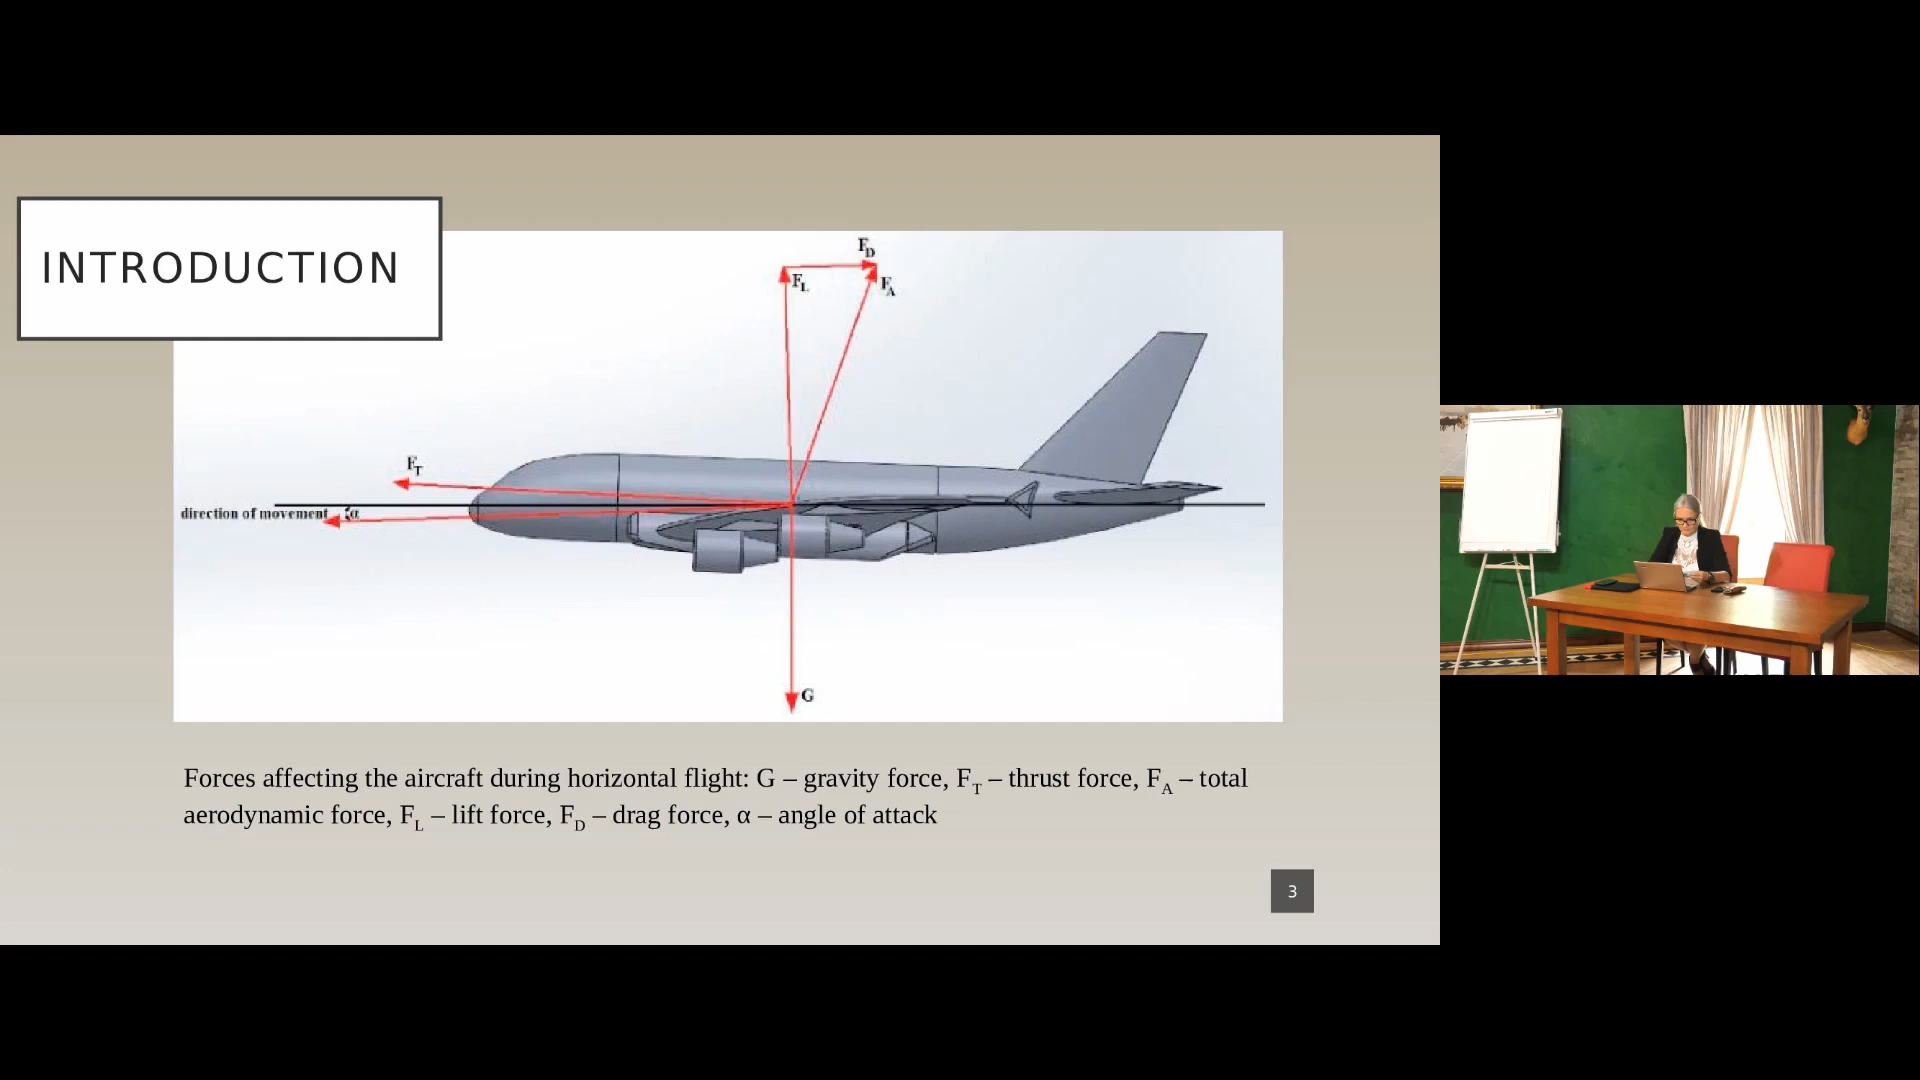 INTRODUCTION
F_D
F_L
F_A
F_T
direction of movement α
G
Forces affecting the aircraft during horizontal flight: G – gravity force, F_T – thrust force, F_A – total
aerodynamic force, F_L – lift force, F_D – drag force, α – angle of attack
3